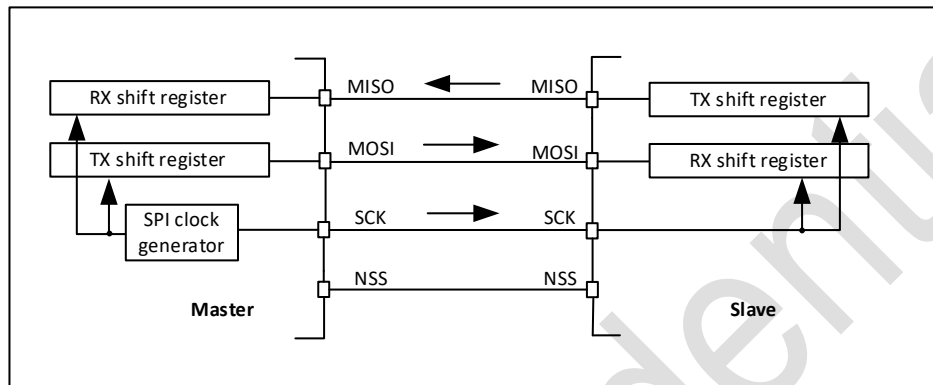 MISO MISO
RX shift register TX shift register
MOSI MOSI
TX shift register RX shift register
SCK SCK
SPI clock
generator
NSS NSS
Master Slave